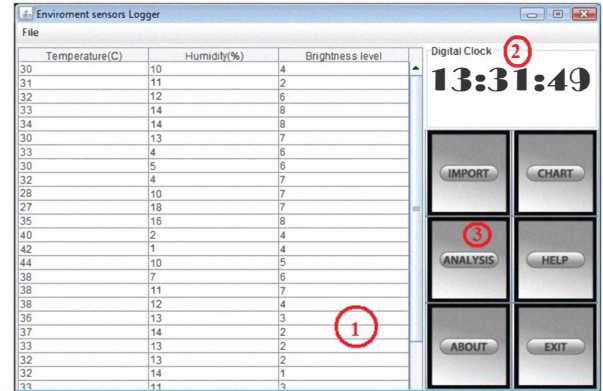 Enviroment sensors Logger
File
Temperature(C) Humidity(%) Brightness level
30 10 4
31 11 2
32 12 6
33 14 8
34 14 8
30 13 7
33 4 6
30 5 6
32 4 7
28 10 7
27 18 7
35 16 8
40 2 4
42 1 4
44 10 5
38 7 6
38 11 7
38 12 4
36 13 3
37 14 2
33 13 2
32 13 2
32 14 1
33 11 3
1
Digital Clock 2
13:31:49
IMPORT CHART
3
ANALYSIS HELP
ABOUT EXIT